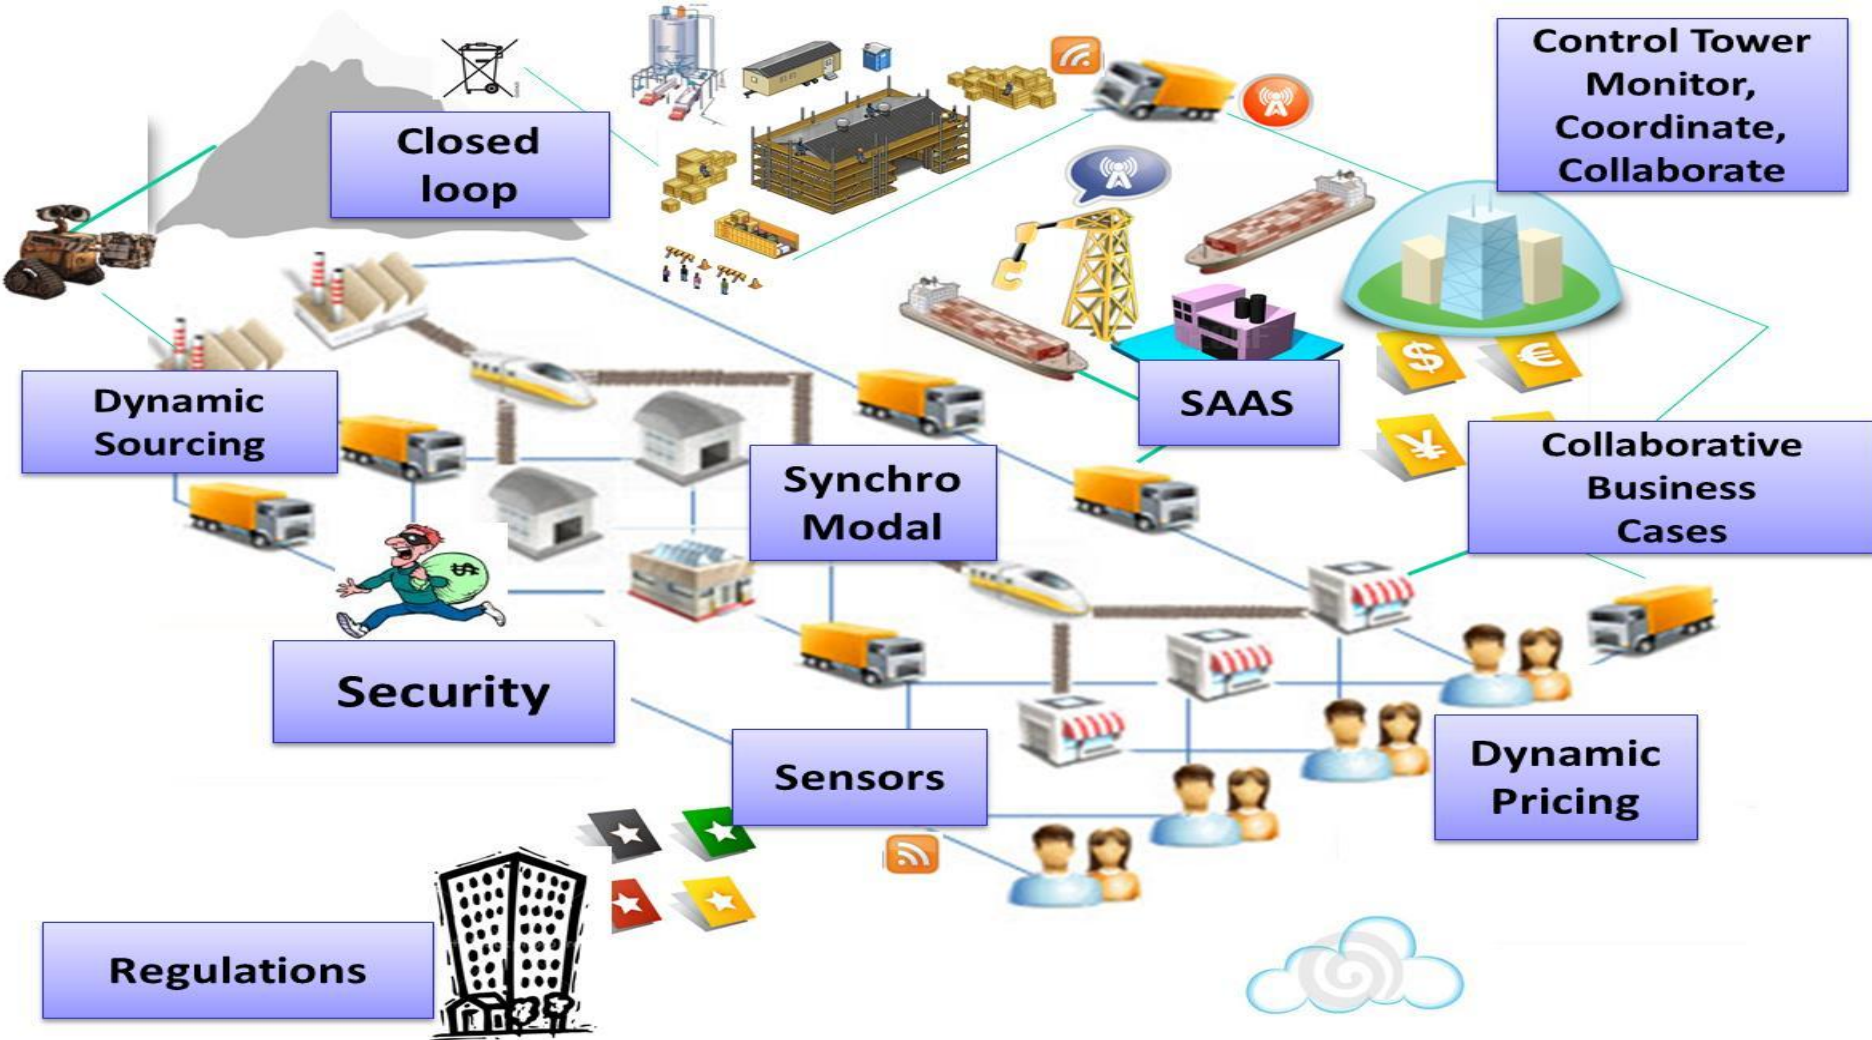 Control Tower
Monitor,
Coordinate,
Collaborate
Closed
loop
Dynamic
Sourcing
SAAS
$
€
¥
Collaborative
Business
Cases
Synchro
Modal
$
Security
Sensors
Dynamic
Pricing
Regulations